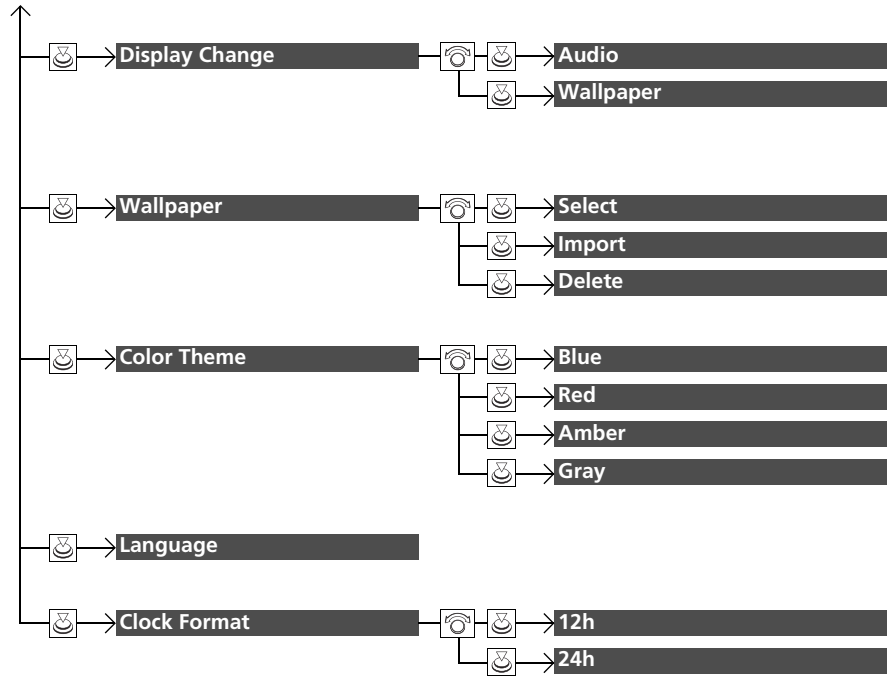 Display Change
Audio
Wallpaper
Wallpaper
Select
Import
Delete
Color Theme
Blue
Red
Amber
Gray
Language
Clock Format
12h
24h